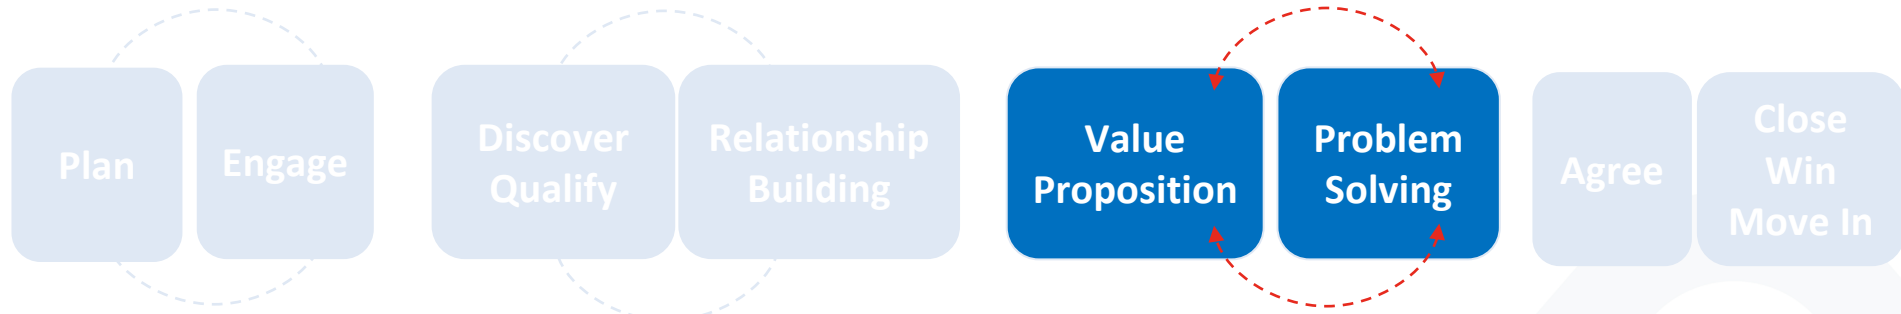 Plan
Engage
Discover
Qualify
Relationship
Building
Value
Proposition
Problem
Solving
Agree
Close
Win
Move In